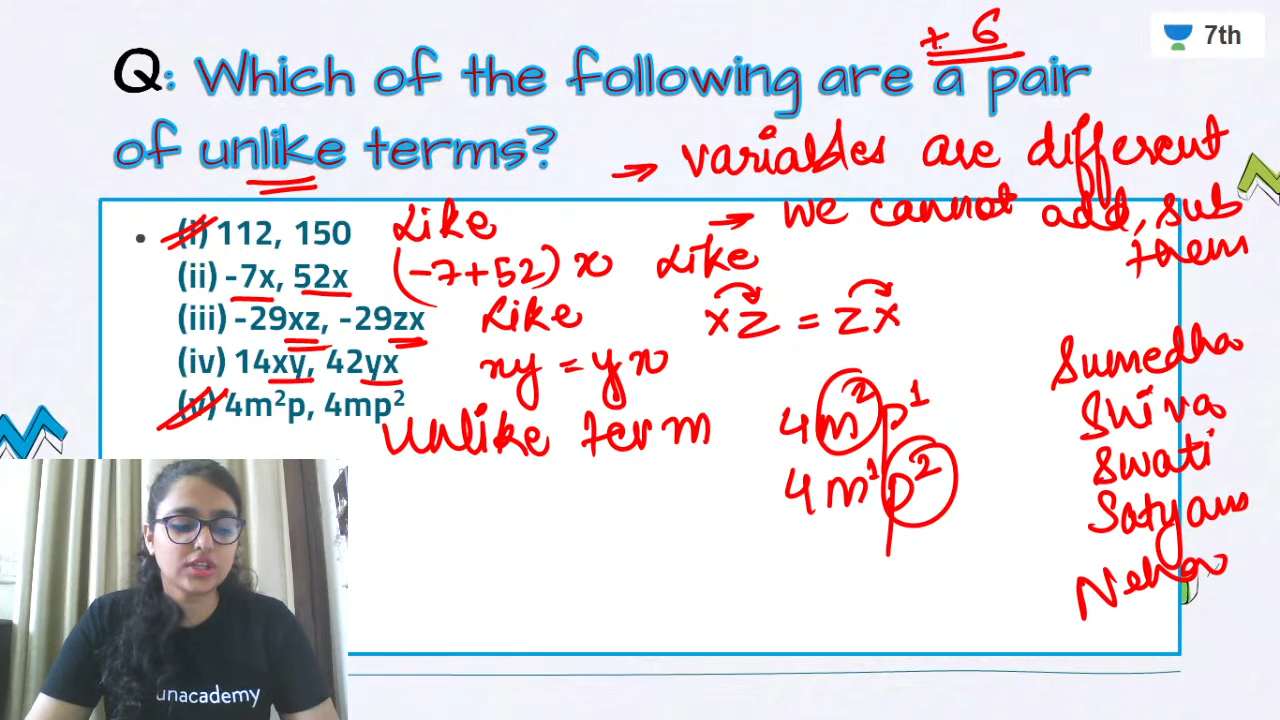 + 6
7th
Q: Which of the following are a pair
of unlike terms?
→ variables are different
→ we cannot add, sub
them
• (i) 112, 150 Like
(ii) -7x, 52x (-7+52)x Like
(iii) -29xz, -29zx Like xz = zx
(iv) 14xy, 42yx xy = yx
(v) 4m²p, 4mp² Unlike term
4m²p¹
4m¹p²
Sumedha
Shiva
Swati
Satyam
Neha
unacademy